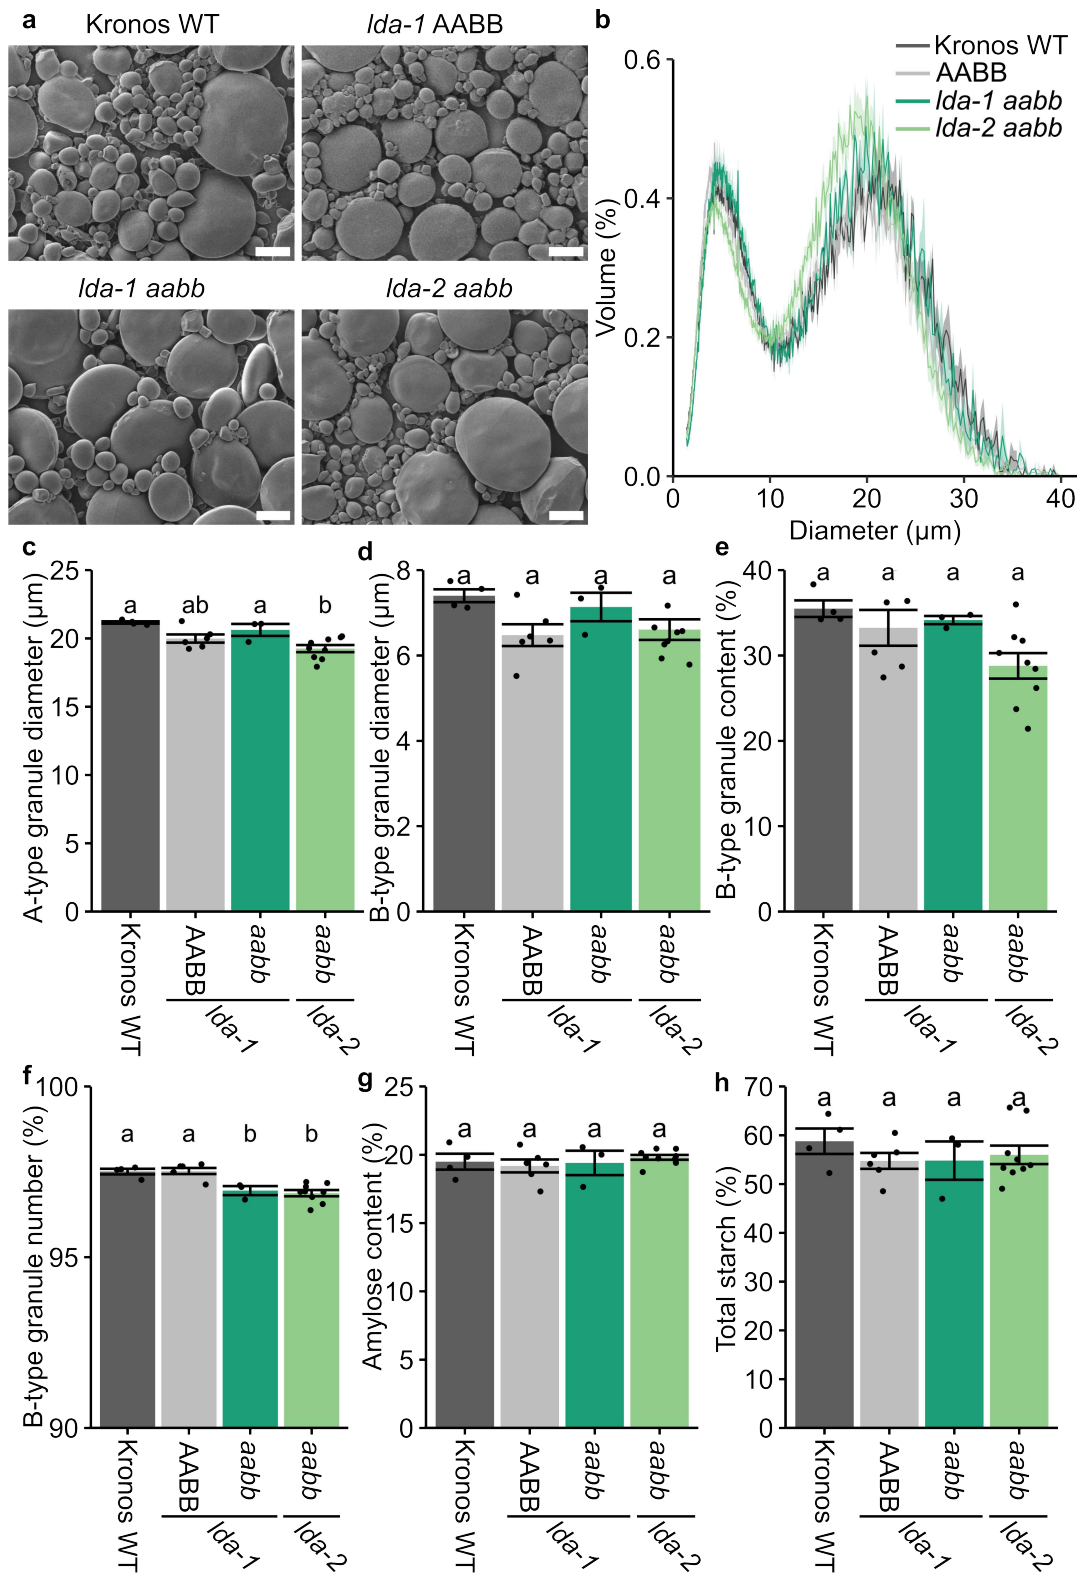 a
Kronos WT
lda-1 AABB
lda-1 aabb
lda-2 aabb
b
Kronos WT
AABB
lda-1 aabb
lda-2 aabb
Volume (%)
0.6
0.4
0.2
0.0
0
10
20
30
40
Diameter (µm)
c
A-type granule diameter (µm)
25
20
15
10
5
0
a
ab
a
b
Kronos WT
AABB
aabb
aabb
lda-1
lda-2
d
B-type granule diameter (µm)
8
6
4
2
0
a
a
a
a
Kronos WT
AABB
aabb
aabb
lda-1
lda-2
e
B-type granule content (%)
40
30
20
10
0
a
a
a
a
Kronos WT
AABB
aabb
aabb
lda-1
lda-2
f
B-type granule number (%)
100
95
90
a
a
b
b
Kronos WT
AABB
aabb
aabb
lda-1
lda-2
g
Amylose content (%)
25
20
15
10
5
0
a
a
a
a
Kronos WT
AABB
aabb
aabb
lda-1
lda-2
h
Total starch (%)
70
60
50
40
30
20
10
0
a
a
a
a
Kronos WT
AABB
aabb
aabb
lda-1
lda-2